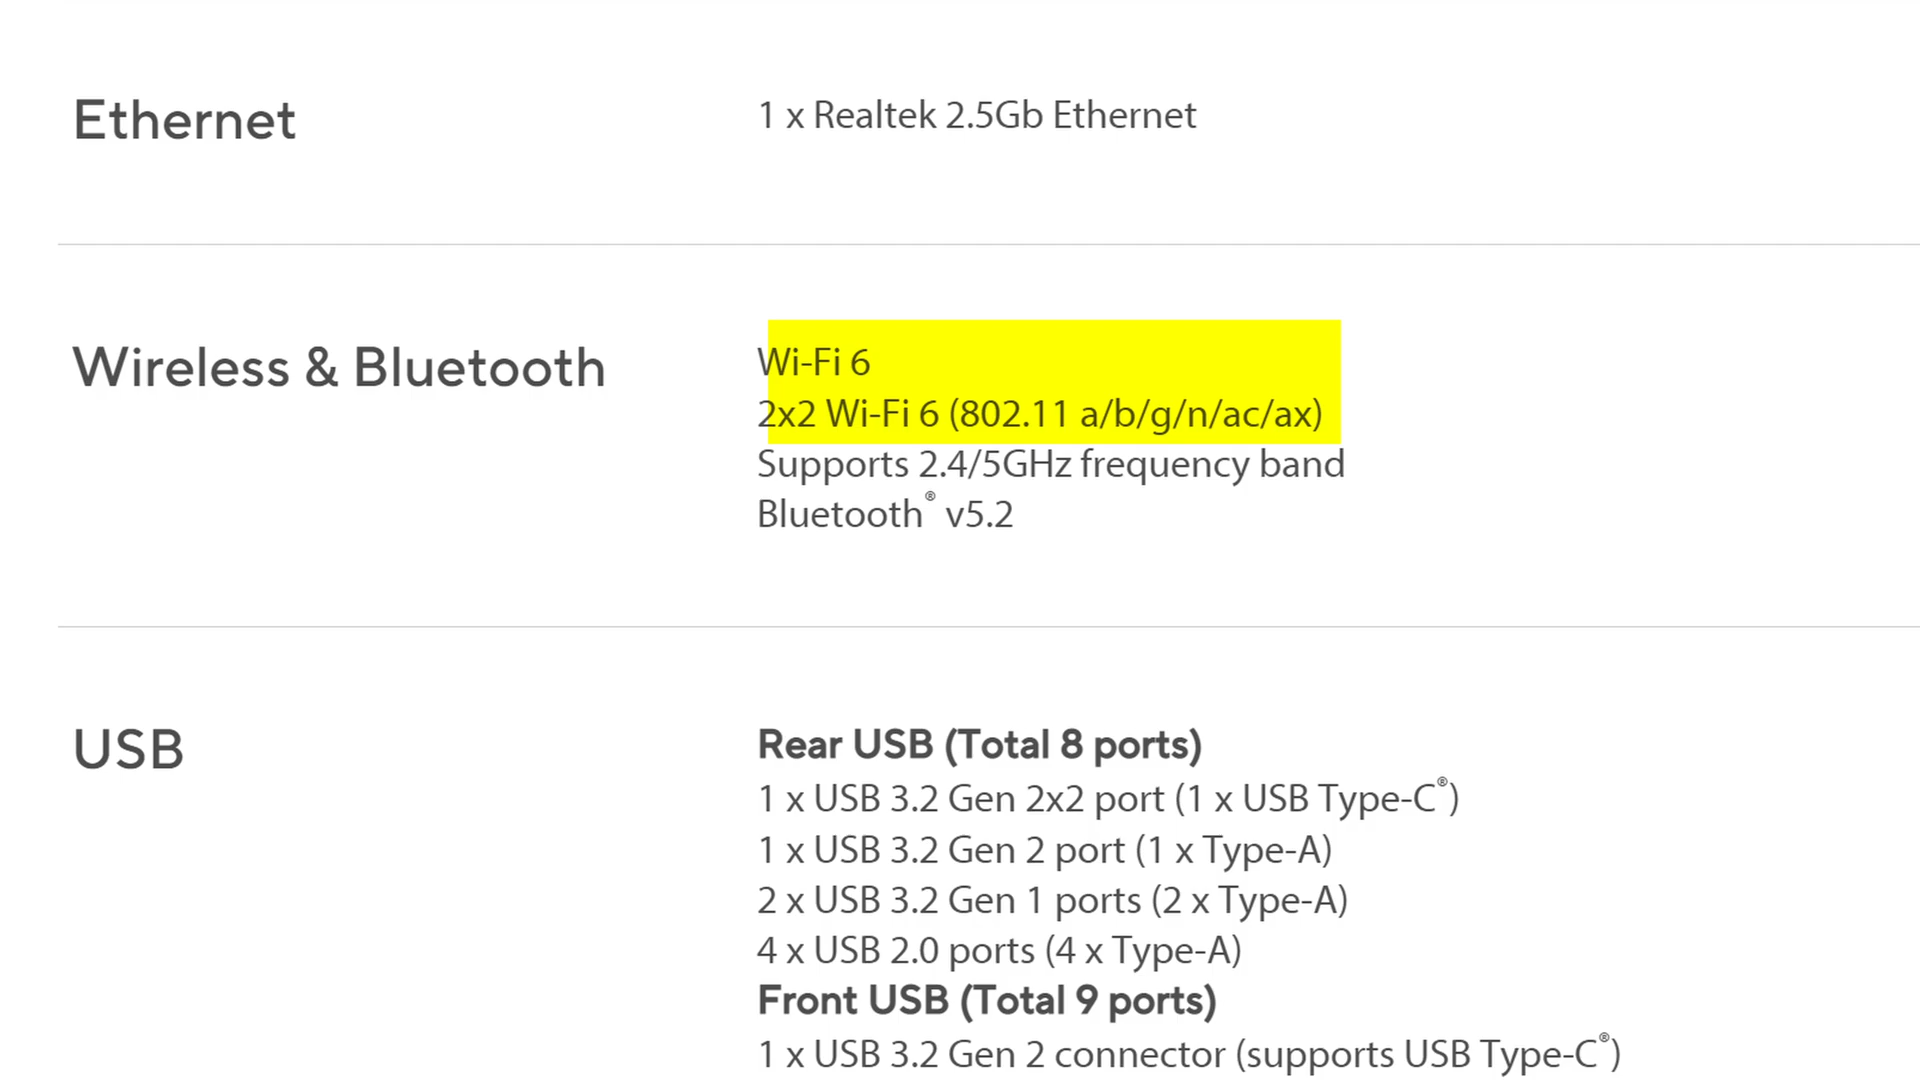 Ethernet
1 x Realtek 2.5Gb Ethernet
Wireless & Bluetooth
Wi-Fi 6
2x2 Wi-Fi 6 (802.11 a/b/g/n/ac/ax)
Supports 2.4/5GHz frequency band
Bluetooth® v5.2
USB
Rear USB (Total 8 ports)
1 x USB 3.2 Gen 2x2 port (1 x USB Type-C®)
1 x USB 3.2 Gen 2 port (1 x Type-A)
2 x USB 3.2 Gen 1 ports (2 x Type-A)
4 x USB 2.0 ports (4 x Type-A)
Front USB (Total 9 ports)
1 x USB 3.2 Gen 2 connector (supports USB Type-C®)